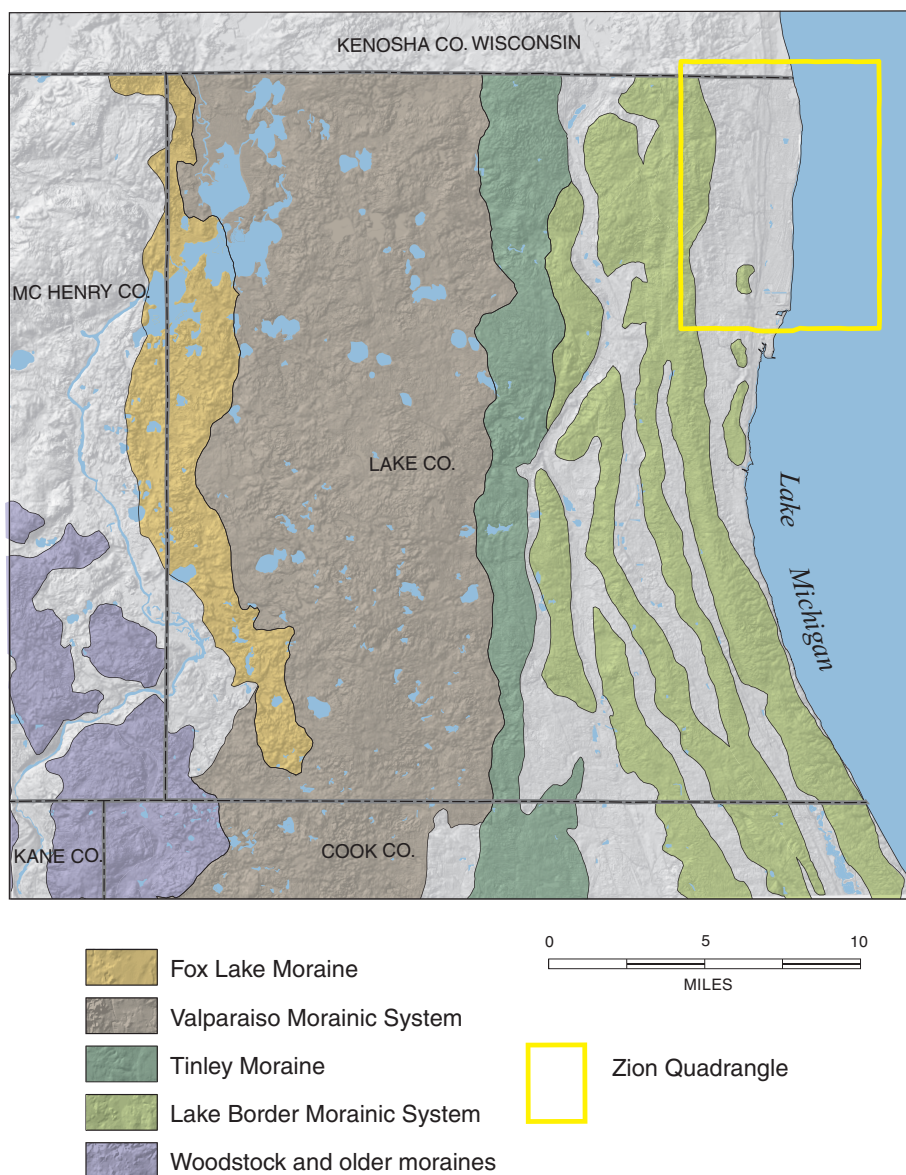 KENOSHA CO. WISCONSIN
MC HENRY CO.
LAKE CO.
Lake
Michigan
KANE CO.
COOK CO.
0 5 10
MILES
Fox Lake Moraine
Valparaiso Morainic System
Tinley Moraine
Lake Border Morainic System
Woodstock and older moraines
Zion Quadrangle